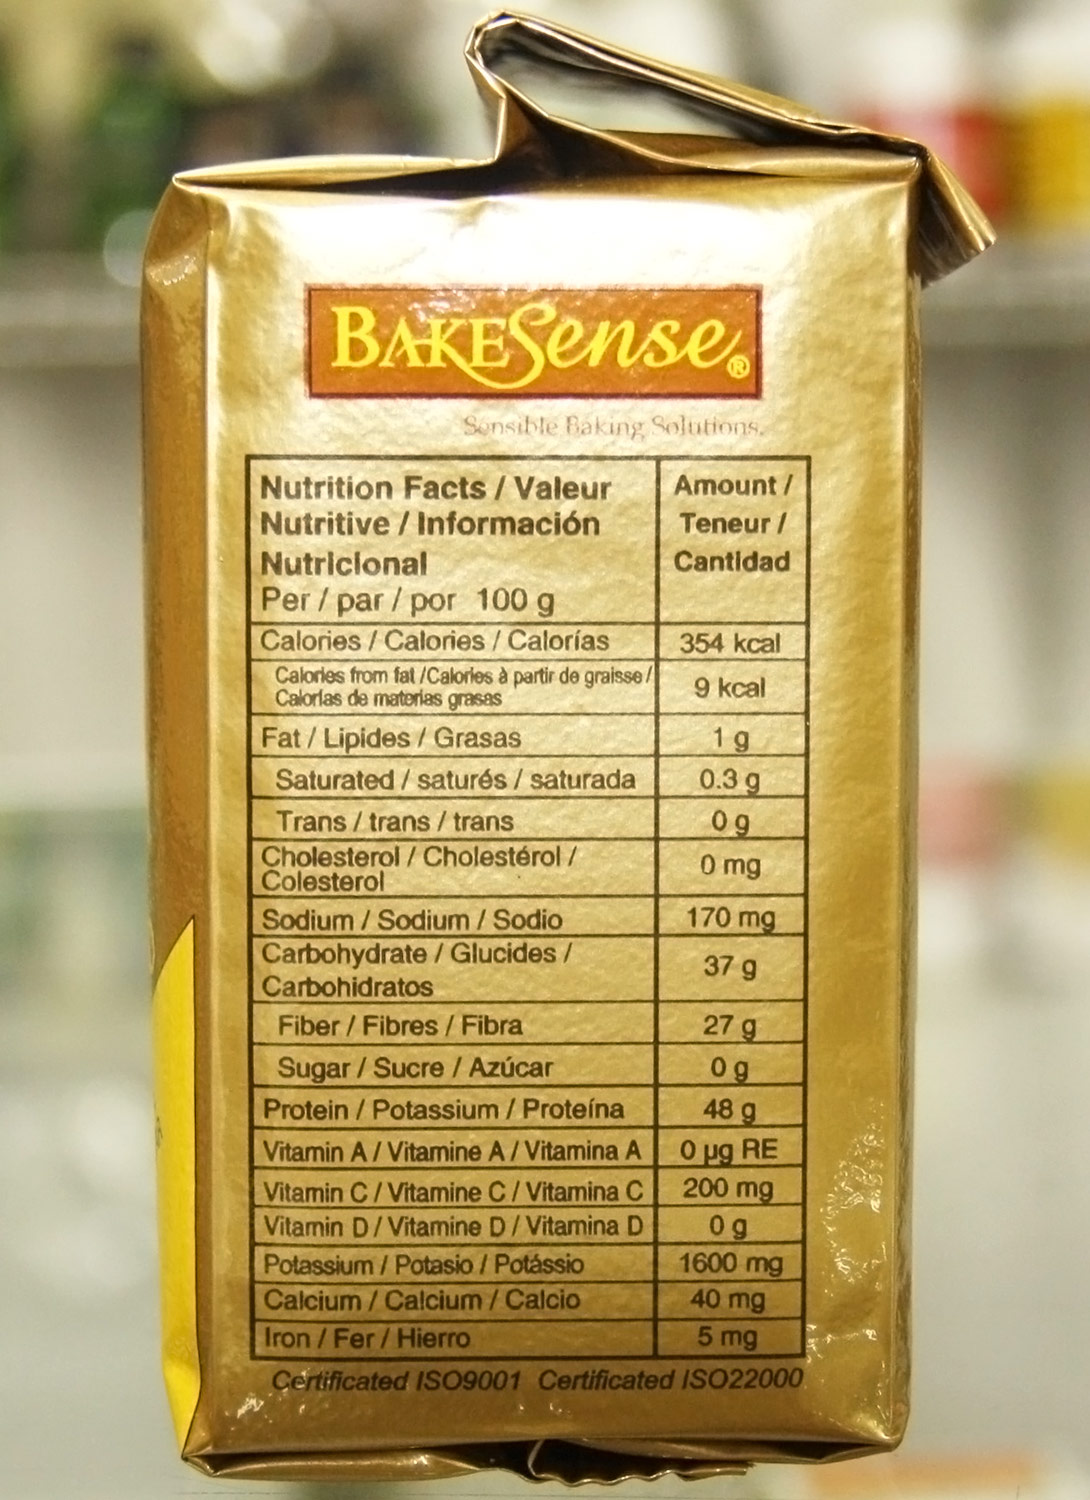 BAKESense®
Sensible Baking Solutions.
Nutrition Facts / Valeur
Nutritive / Información
Nutricional
Per / par / por 100 g
Amount /
Teneur /
Cantidad
Calories / Calories / Calorías 354 kcal
Calories from fat /Calories à partir de graisse/
Calorías de materias grasas
9 kcal
Fat / Lipides / Grasas 1 g
Saturated / saturés / saturada 0.3 g
Trans / trans / trans 0 g
Cholesterol / Cholestérol /
Colesterol
0 mg
Sodium / Sodium / Sodio 170 mg
Carbohydrate / Glucides /
Carbohidratos
37 g
Fiber / Fibres / Fibra 27 g
Sugar / Sucre / Azúcar 0 g
Protein / Potassium / Proteína 48 g
Vitamin A / Vitamine A / Vitamina A 0 µg RE
Vitamin C / Vitamine C / Vitamina C 200 mg
Vitamin D / Vitamine D / Vitamina D 0 g
Potassium / Potasio / Potássio 1600 mg
Calcium / Calcium / Calcio 40 mg
Iron / Fer / Hierro 5 mg
Certificated ISO9001 Certificated ISO22000